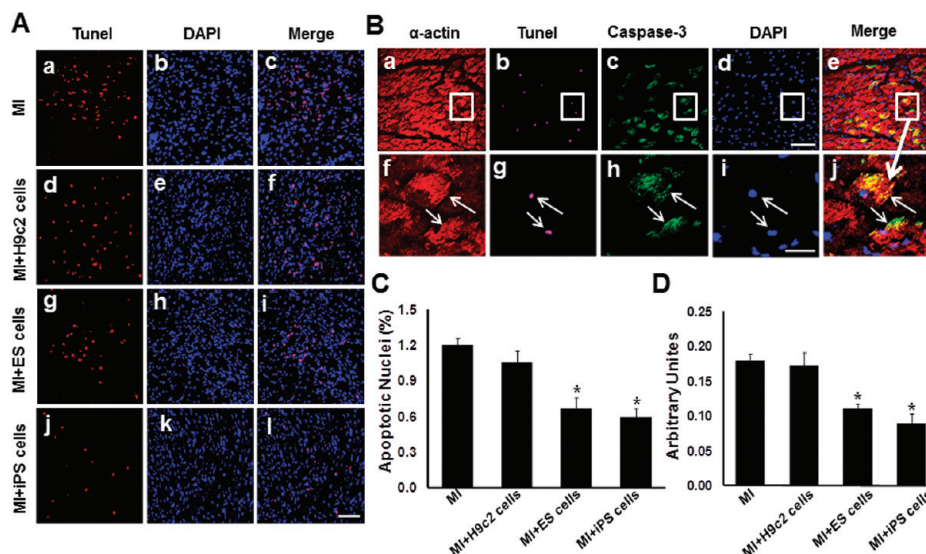 A
Tunel DAPI Merge
MI
a b c
MI+H9c2 cells
d e f
MI+ES cells
g h i
MI+iPS cells
j k l
B
α-actin Tunel Caspase-3 DAPI Merge
a b c d e
f g h i j
C
Apoptotic Nuclei (%)
1.5
1.2
0.9
0.6
0.3
0.0
* *
MI MI+H9c2 cells MI+ES cells MI+iPS cells
D
Arbitrary Unites
0.25
0.20
0.15
0.10
0.05
0.00
* *
MI MI+H9c2 cells MI+ES cells MI+iPS cells